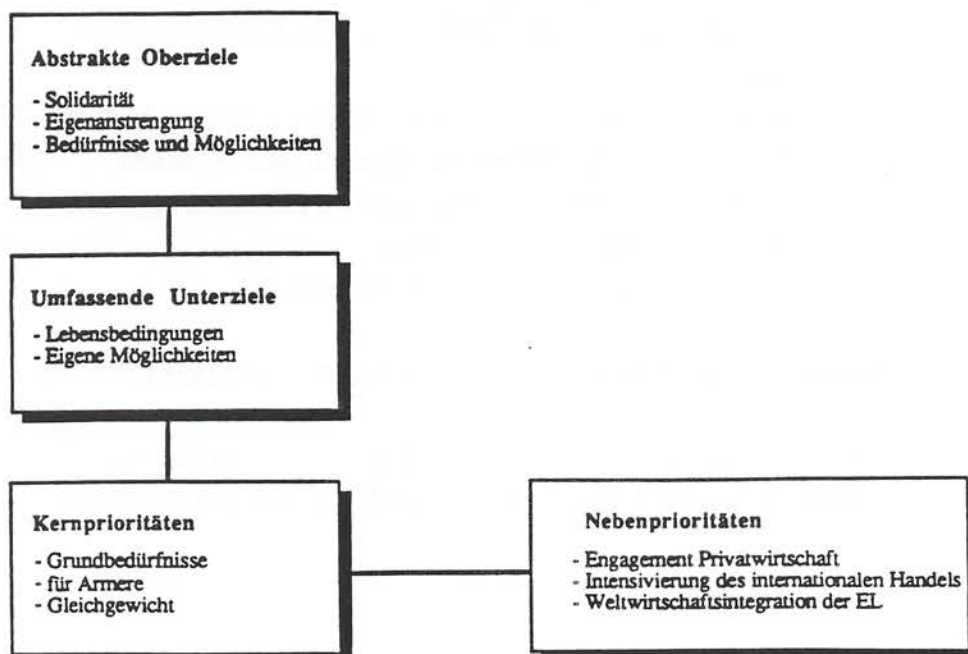 Abstrakte Oberziele
- Solidarität
- Eigenanstrengung
- Bedürfnisse und Möglichkeiten
Umfassende Unterziele
- Lebensbedingungen
- Eigene Möglichkeiten
Kernprioritäten
- Grundbedürfnisse
- für Armere
- Gleichgewicht
Nebenprioritäten
- Engagement Privatwirtschaft
- Intensivierung des internationalen Handels
- Weltwirtschaftsintegration der EL